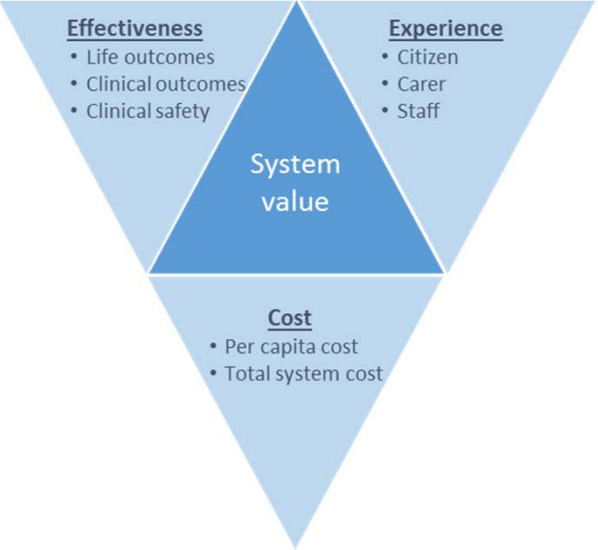 Effectiveness
• Life outcomes
• Clinical outcomes
• Clinical safety
Experience
• Citizen
• Carer
• Staff
System
value
Cost
• Per capita cost
• Total system cost